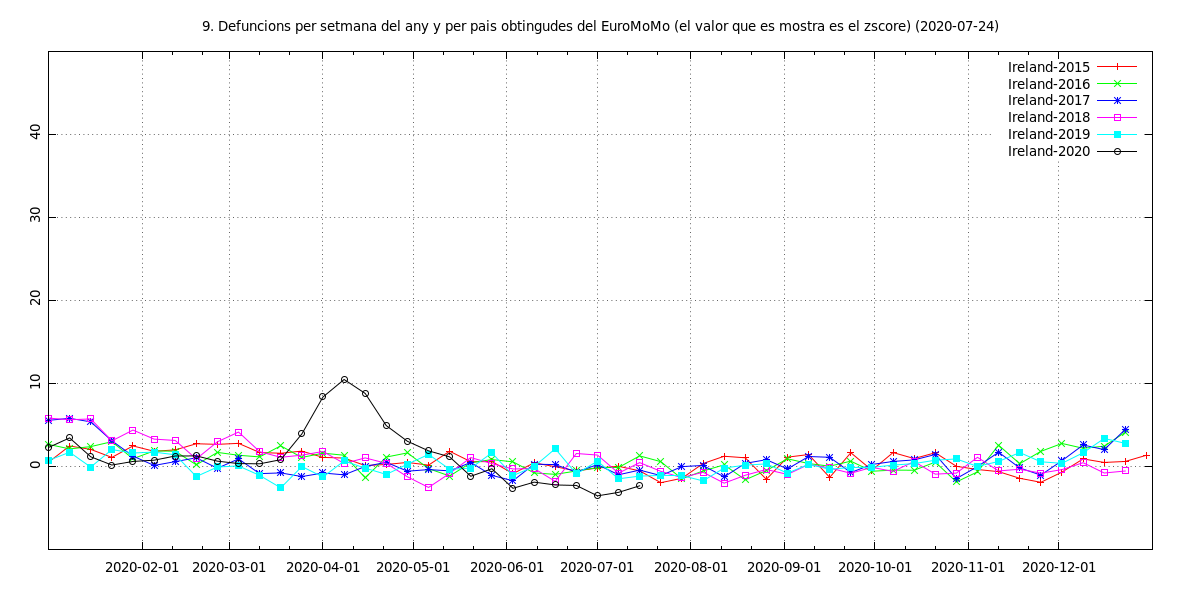 9. Defuncions per setmana del any y per pais obtingudes del EuroMoMo (el valor que es mostra es el zscore) (2020-07-24)
Ireland-2015
Ireland-2016
Ireland-2017
Ireland-2018
Ireland-2019
Ireland-2020
40
30
20
10
0
2020-02-01 2020-03-01 2020-04-01 2020-05-01 2020-06-01 2020-07-01 2020-08-01 2020-09-01 2020-10-01 2020-11-01 2020-12-01